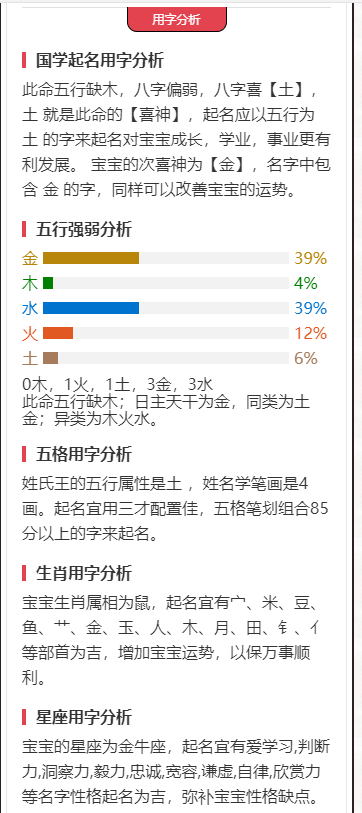 用字分析
国学起名用字分析
此命五行缺木，八字偏弱，八字喜【土】，
土 就是此命的【喜神】，起名应以五行为
土 的字来起名对宝宝成长，学业，事业更有
利发展。 宝宝的次喜神为【金】，名字中包
含 金 的字，同样可以改善宝宝的运势。
五行强弱分析
金 39%
木 4%
水 39%
火 12%
土 6%
0木，1火，1土，3金，3水
此命五行缺木；日主天干为金，同类为土
金；异类为木火水。
五格用字分析
姓氏王的五行属性是土 ，姓名学笔画是4
画。起名宜用三才配置佳，五格笔划组合85
分以上的字来起名。
生肖用字分析
宝宝生肖属相为鼠，起名宜有宀、米、豆、
鱼、艹、金、玉、人、木、月、田、钅、亻
等部首为吉，增加宝宝运势，以保万事顺
利。
星座用字分析
宝宝的星座为金牛座，起名宜有爱学习,判断
力,洞察力,毅力,忠诚,宽容,谦虚,自律,欣赏力
等名字性格起名为吉，弥补宝宝性格缺点。